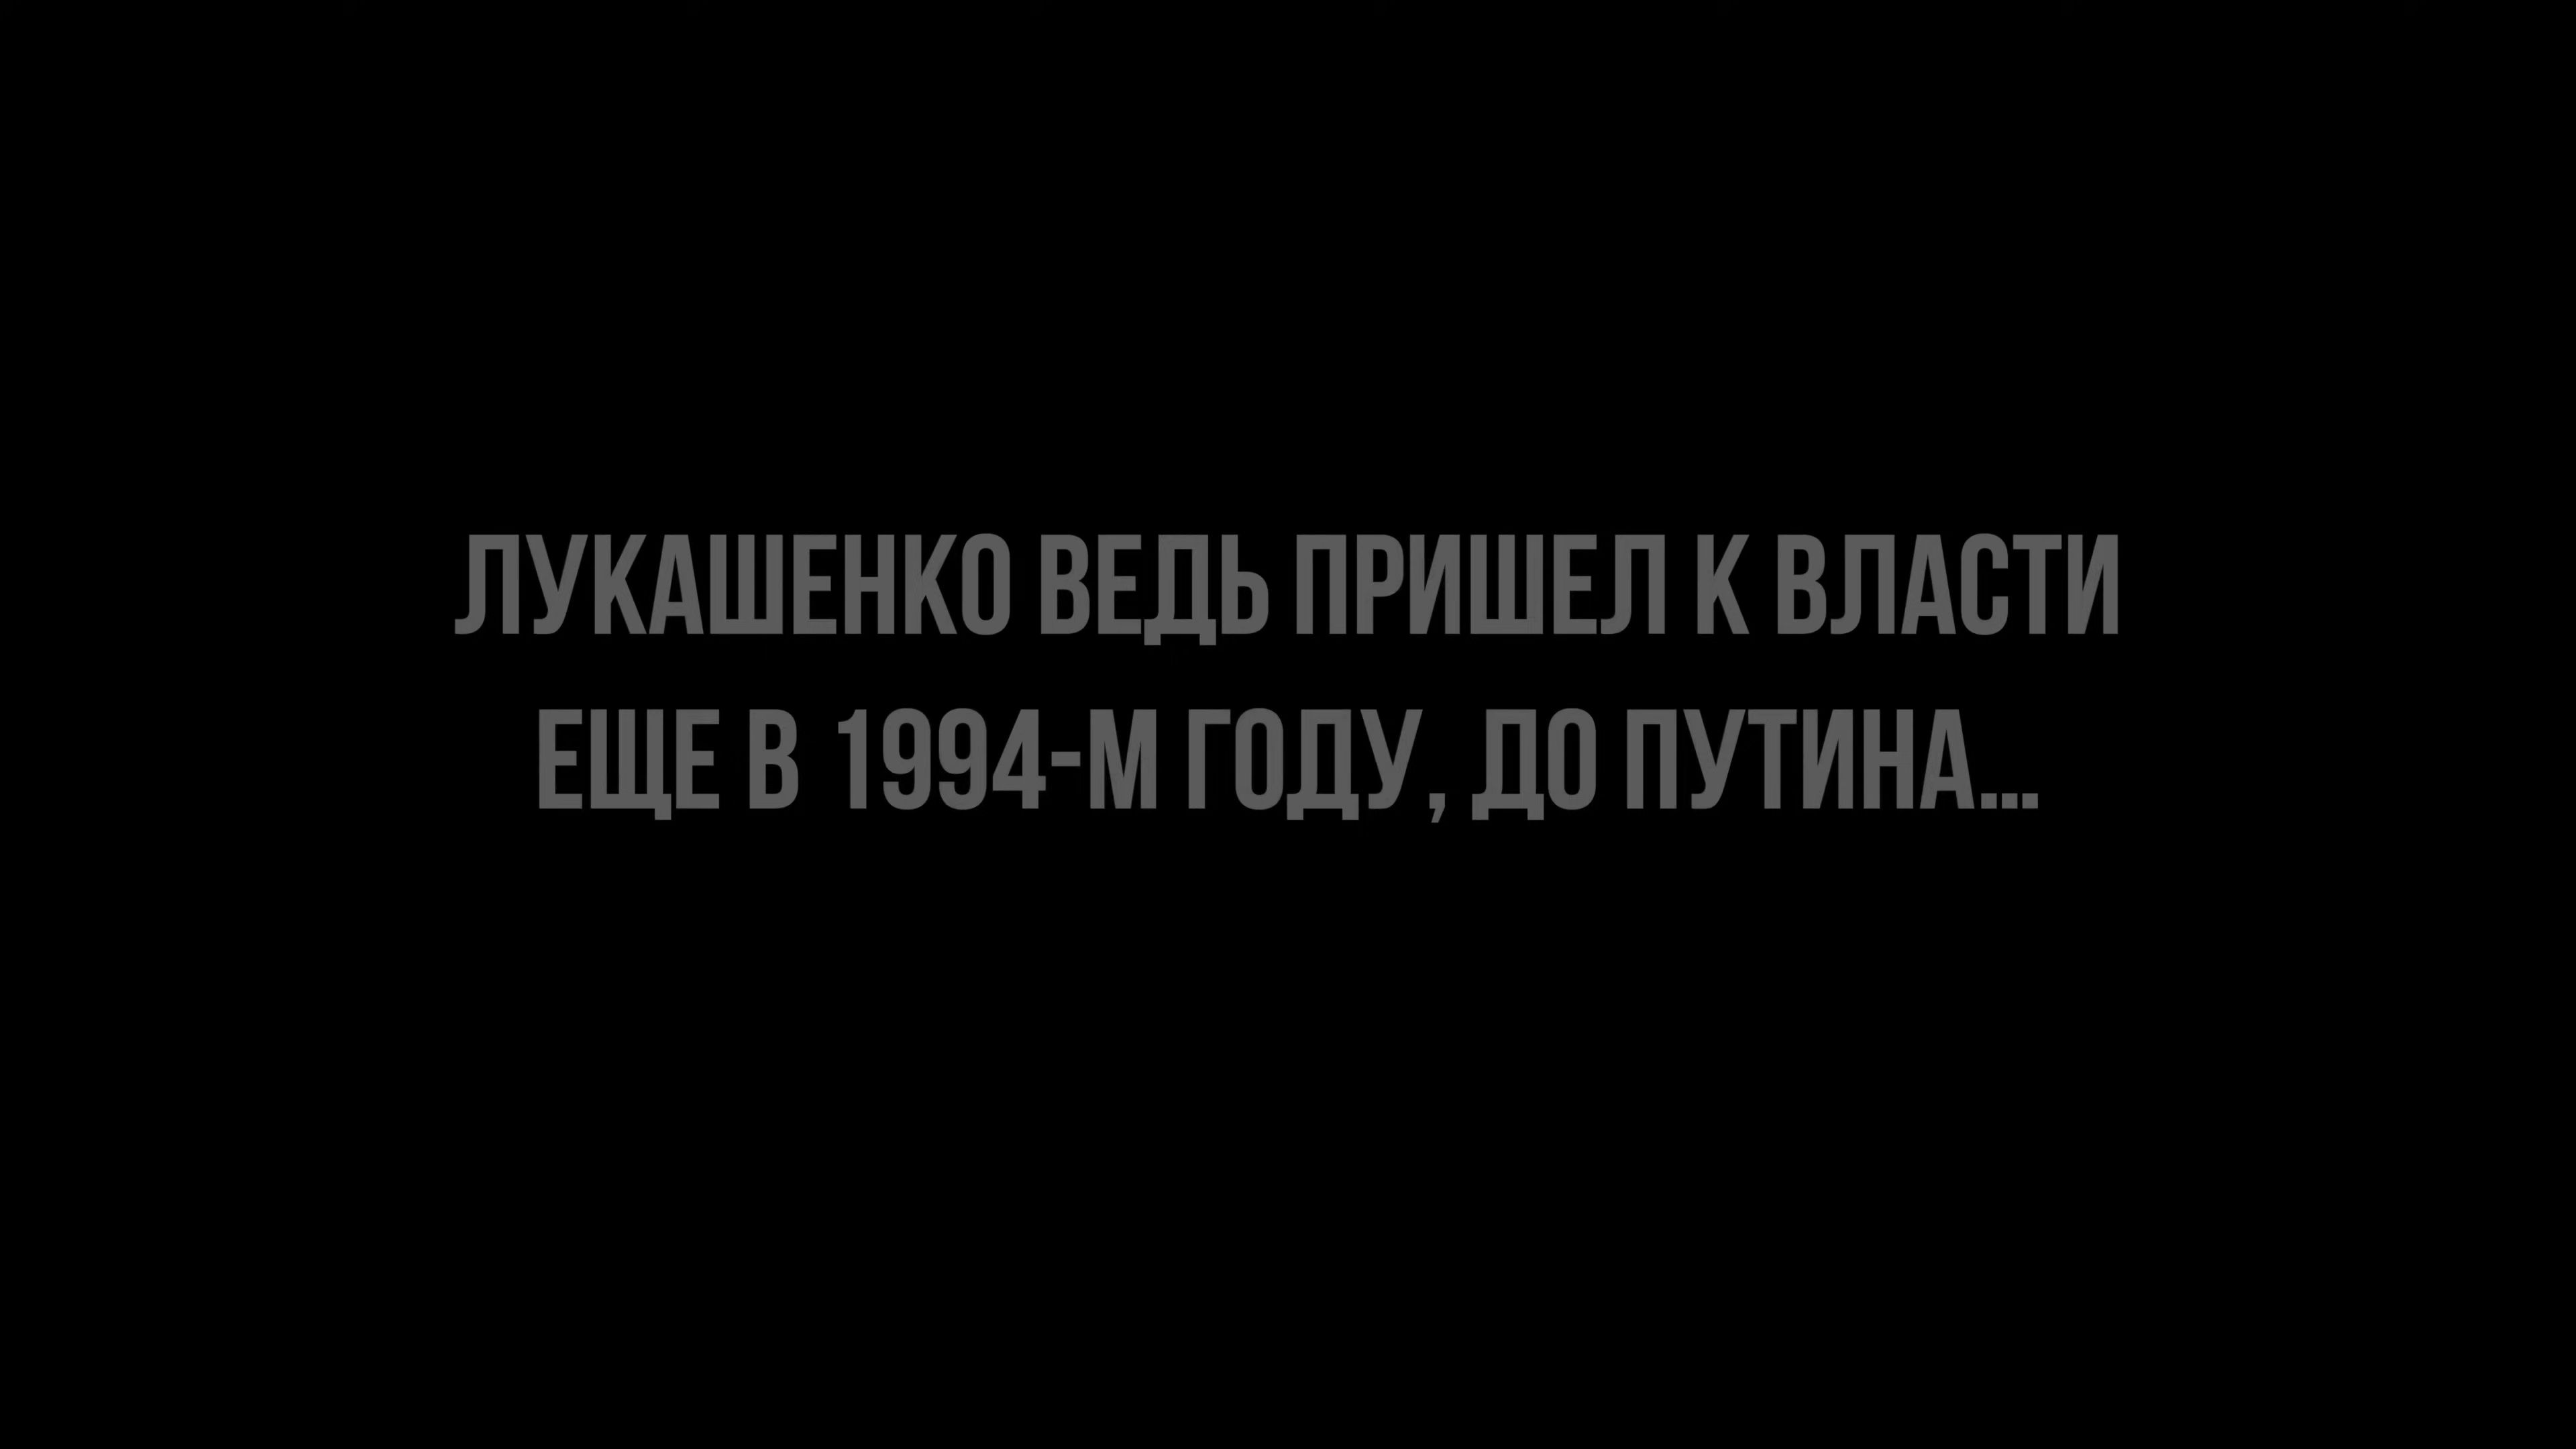 ЛУКАШЕНКО ВЕДЬ ПРИШЕЛ К ВЛАСТИ
ЕЩЕ В 1994-М ГОДУ, ДО ПУТИНА...